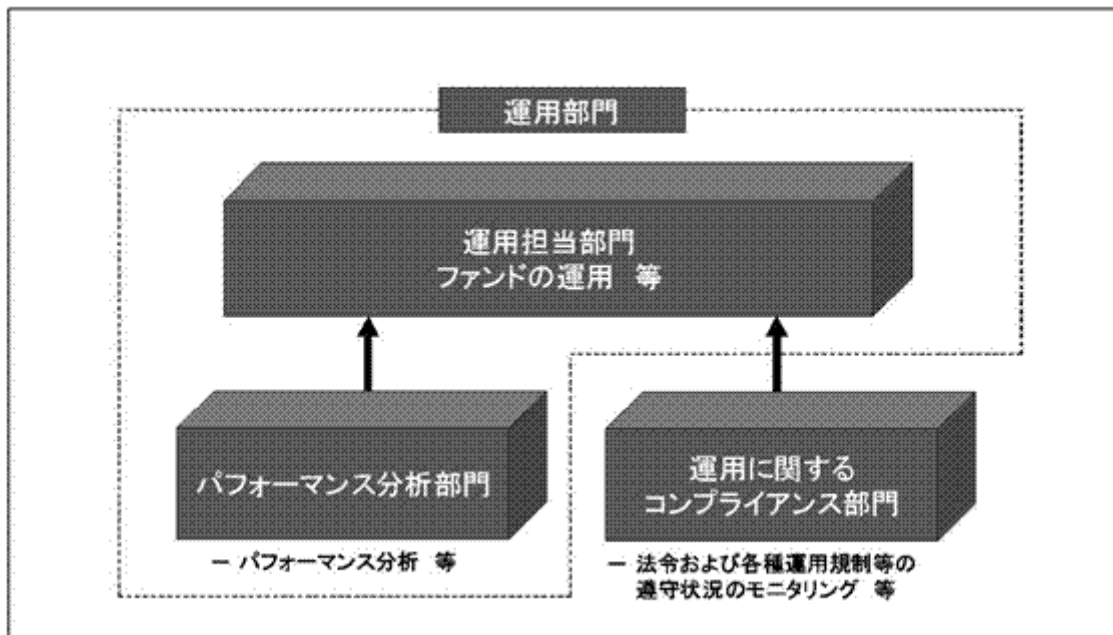 運用部門
運用担当部門
ファンドの運用 等
パフォーマンス分析部門
運用に関する
コンプライアンス部門
－ パフォーマンス分析 等
－ 法令および各種運用規制等の
遵守状況のモニタリング 等